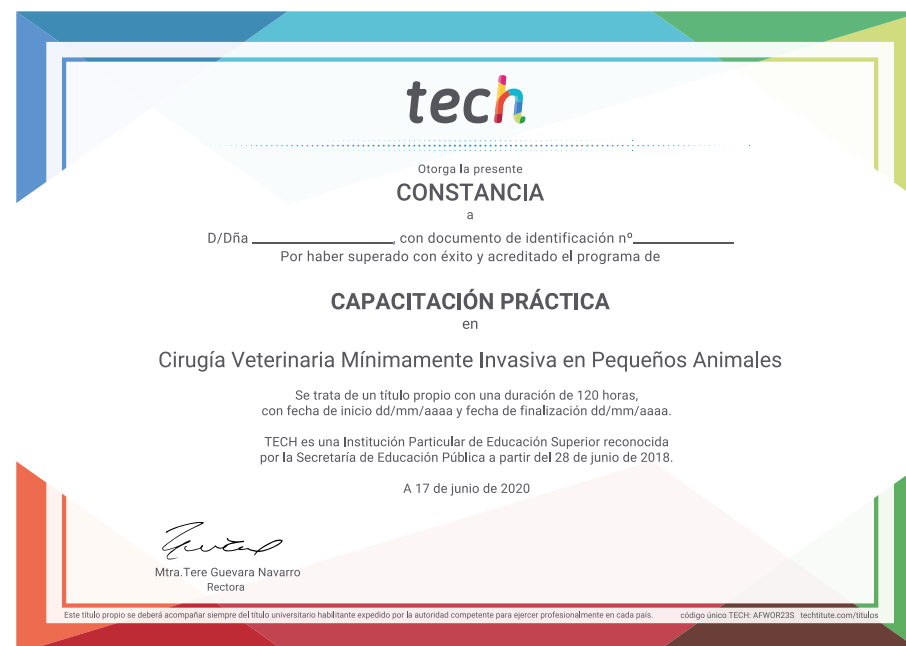 tech
Otorga la presente
CONSTANCIA
a
D/Dña ____________________, con documento de identificación nº______________
Por haber superado con éxito y acreditado el programa de
CAPACITACIÓN PRÁCTICA
en
Cirugía Veterinaria Mínimamente Invasiva en Pequeños Animales
Se trata de un título propio con una duración de 120 horas,
con fecha de inicio dd/mm/aaaa y fecha de finalización dd/mm/aaaa.
TECH es una Institución Particular de Educación Superior reconocida
por la Secretaría de Educación Pública a partir del 28 de junio de 2018.
A 17 de junio de 2020
Mtra.Tere Guevara Navarro
Rectora
Este título propio se deberá acompañar siempre del título universitario habilitante expedido por la autoridad competente para ejercer profesionalmente en cada país. código único TECH: AFWOR23S techtitute.com/titulos